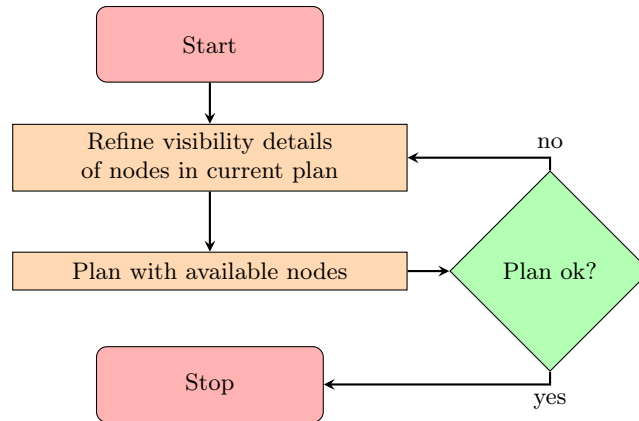 Start
Refine visibility details
of nodes in current plan
no
Plan with available nodes
Plan ok?
Stop
yes